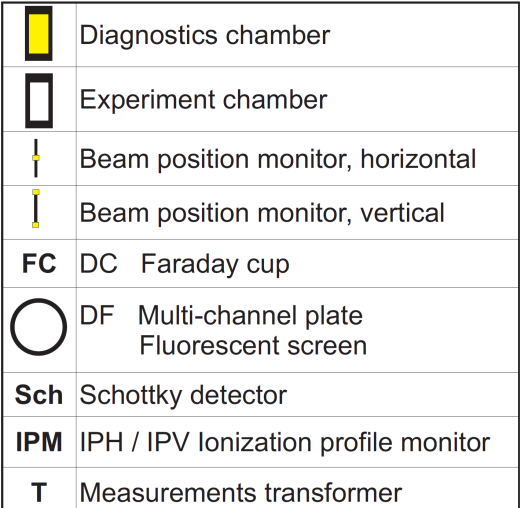 Diagnostics chamber
Experiment chamber
Beam position monitor, horizontal
Beam position monitor, vertical
FC DC Faraday cup
DF Multi-channel plate
Fluorescent screen
Sch Schottky detector
IPM IPH / IPV Ionization profile monitor
T Measurements transformer